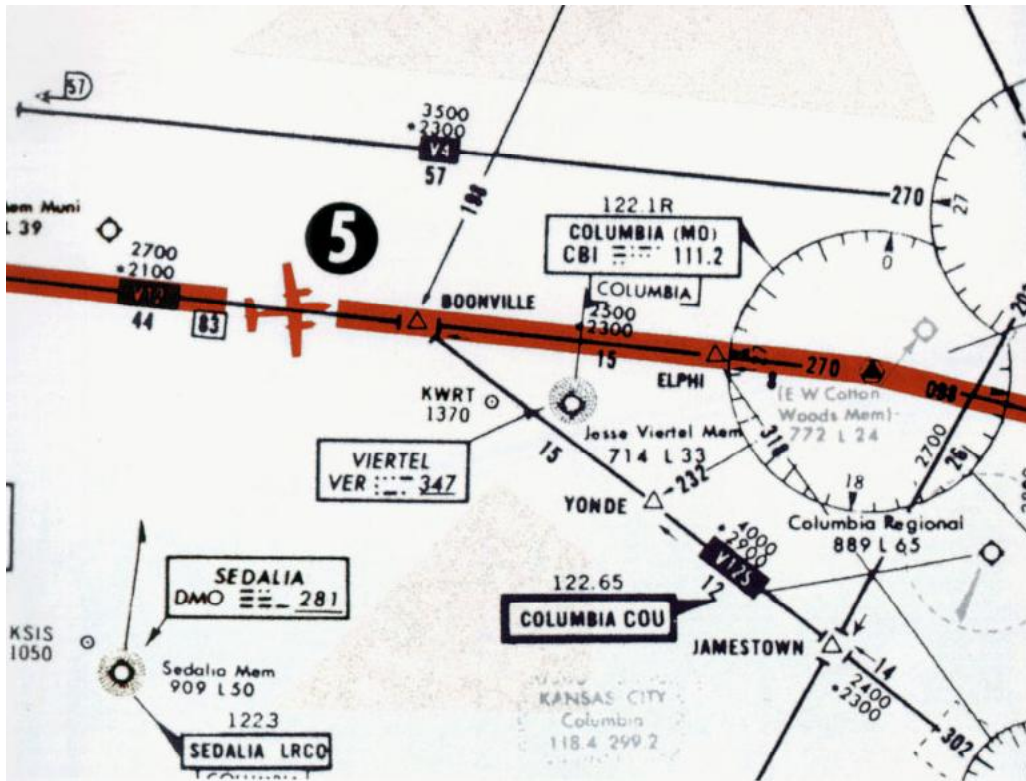 57
3500
*2300
V4
57
270
198
27
0
Muni
L 39
2700
*2100
V12
44
83
5
BOONVILLE
122.1R
COLUMBIA (MO)
CBI 111.2
COLUMBIA
2500
*2300
15
ELPHI
8
270
098
(E W Cotton
Woods Mem)
772 L 24
KWRT
1370
Jesse Viertel Mem
714 L 33
VIERTEL
VER 347
15
318
2700
26
18
YONDE
232
Columbia Regional
889 L 65
4000
*2900
V175
12
122.65
COLUMBIA COU
JAMESTOWN
14
2400
*2300
302
SEDALIA
DMO 281
KSIS
1050
Sedalia Mem
909 L 50
122.3
SEDALIA LRCO
KANSAS CITY
Columbia
118.4 299.2